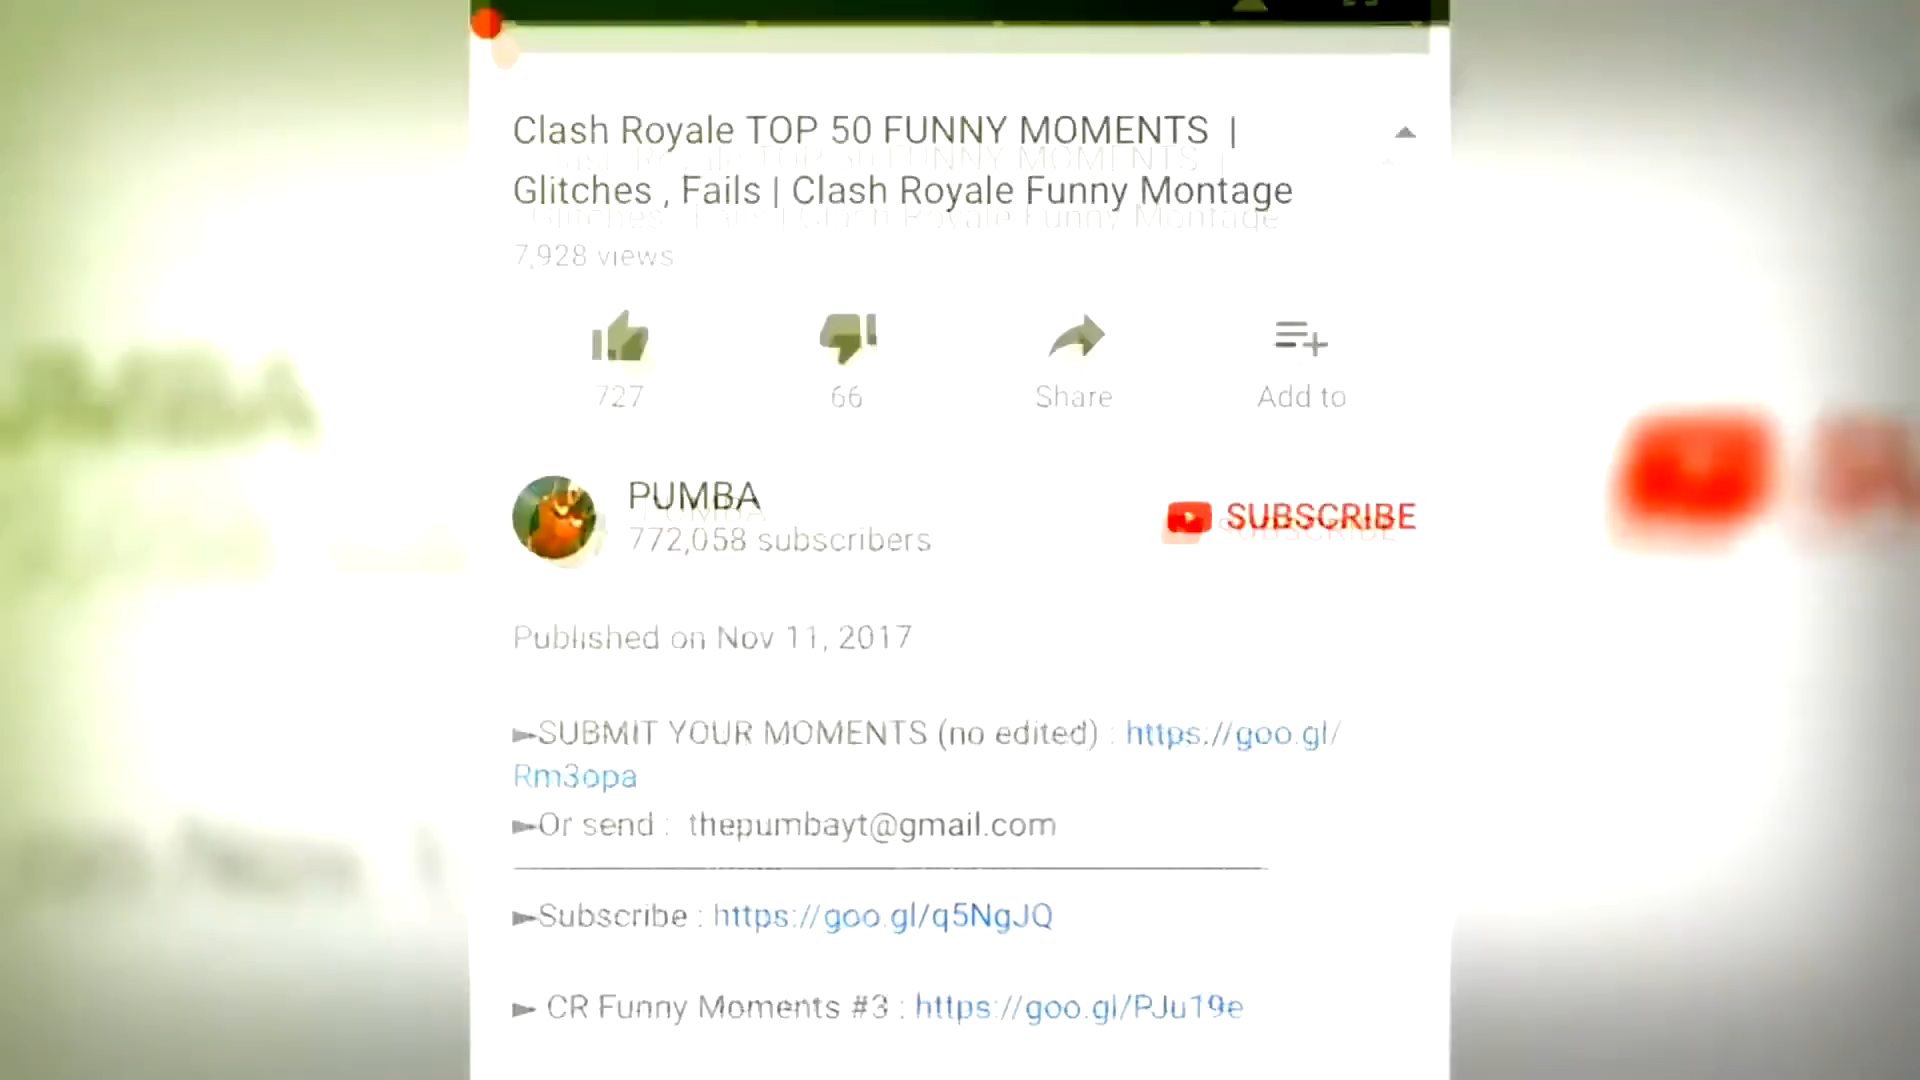 Clash Royale TOP 50 FUNNY MOMENTS |
Glitches , Fails | Clash Royale Funny Montage
7,928 views
727
66
Share
Add to
PUMBA
772,058 subscribers
SUBSCRIBE
Published on Nov 11, 2017
►SUBMIT YOUR MOMENTS (no edited) : https://goo.gl/
Rm3opa
►Or send : thepumbayt@gmail.com
►Subscribe : https://goo.gl/q5NgJQ
► CR Funny Moments #3 : https://goo.gl/PJu19e